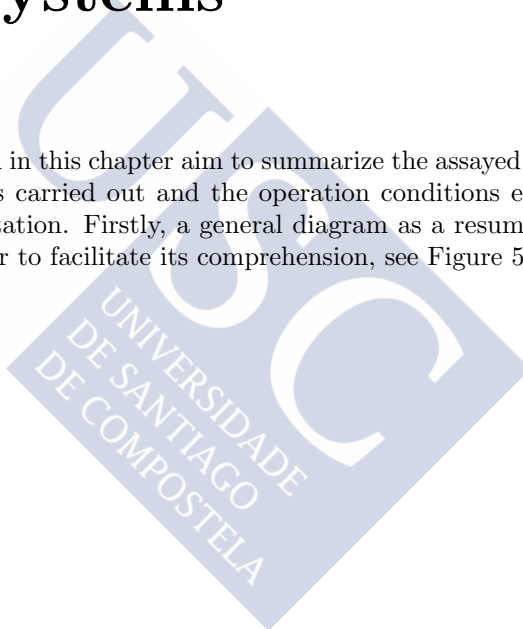 ystems
in this chapter aim to summarize the assayed
s carried out and the operation conditions e
ation. Firstly, a general diagram as a resum
r to facilitate its comprehension, see Figure 5
USC
UNIVERSIDADE
DE SANTIAGO
DE COMPOSTELA